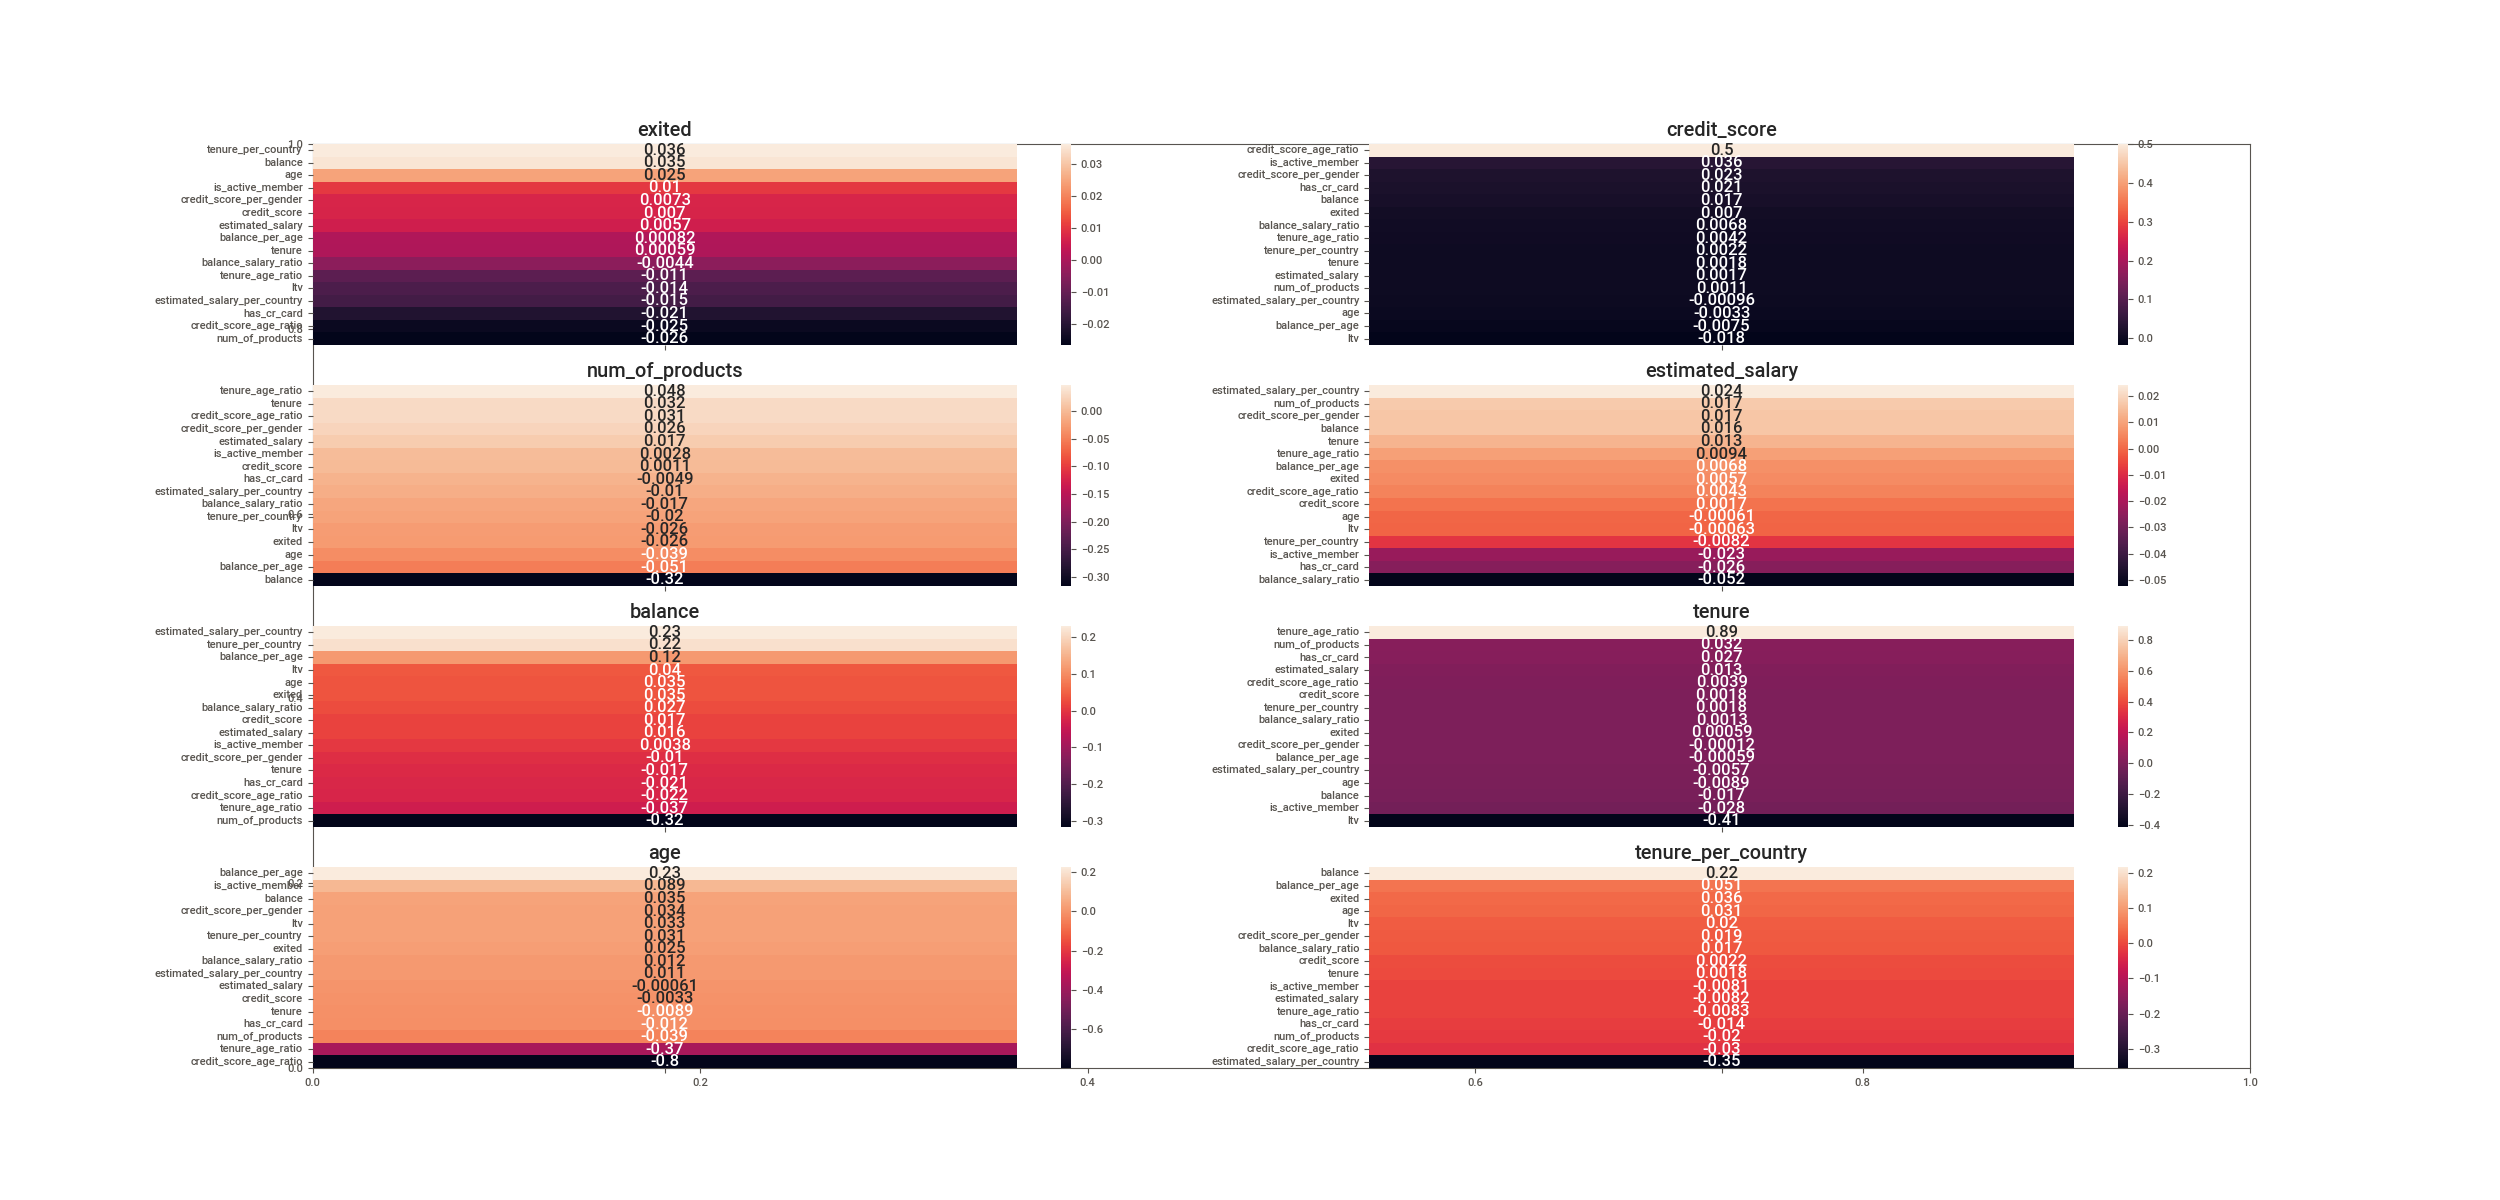 exited
1.0
tenure_per_country 0.036
balance 0.035
age 0.025
is_active_member 0.01
credit_score_per_gender 0.0073
credit_score 0.007
estimated_salary 0.0057
balance_per_age 0.00082
tenure 0.00059
balance_salary_ratio -0.0044
tenure_age_ratio -0.011
ltv -0.014
estimated_salary_per_country -0.015
has_cr_card -0.021
credit_score_age_ratio -0.025
0.8
num_of_products -0.026
0.03
0.02
0.01
0.00
−0.01
−0.02
credit_score
credit_score_age_ratio 0.5
is_active_member 0.036
credit_score_per_gender 0.023
has_cr_card 0.021
balance 0.017
exited 0.007
balance_salary_ratio 0.0068
tenure_age_ratio 0.0042
tenure_per_country 0.0022
tenure 0.0018
estimated_salary 0.0017
num_of_products 0.0011
estimated_salary_per_country -0.00096
age -0.0033
balance_per_age -0.0075
ltv -0.018
0.5
0.4
0.3
0.2
0.1
0.0
num_of_products
tenure_age_ratio 0.048
tenure 0.032
credit_score_age_ratio 0.031
credit_score_per_gender 0.026
estimated_salary 0.017
is_active_member 0.0028
credit_score 0.0011
has_cr_card -0.0049
estimated_salary_per_country -0.01
balance_salary_ratio -0.017
tenure_per_country -0.02
0.6
ltv -0.026
exited -0.026
age -0.039
balance_per_age -0.051
balance -0.32
0.00
−0.05
−0.10
−0.15
−0.20
−0.25
−0.30
estimated_salary
estimated_salary_per_country 0.024
num_of_products 0.017
credit_score_per_gender 0.017
balance 0.016
tenure 0.013
tenure_age_ratio 0.0094
balance_per_age 0.0068
exited 0.0057
credit_score_age_ratio 0.0043
credit_score 0.0017
age -0.00061
ltv -0.00063
tenure_per_country -0.0082
is_active_member -0.023
has_cr_card -0.026
balance_salary_ratio -0.052
0.02
0.01
0.00
−0.01
−0.02
−0.03
−0.04
−0.05
balance
estimated_salary_per_country 0.23
tenure_per_country 0.22
balance_per_age 0.12
ltv 0.04
age 0.035
exited 0.035
0.4
balance_salary_ratio 0.027
credit_score 0.017
estimated_salary 0.016
is_active_member 0.0038
credit_score_per_gender -0.01
tenure -0.017
has_cr_card -0.021
credit_score_age_ratio -0.022
tenure_age_ratio -0.037
num_of_products -0.32
0.2
0.1
0.0
−0.1
−0.2
−0.3
tenure
tenure_age_ratio 0.89
num_of_products 0.032
has_cr_card 0.027
estimated_salary 0.013
credit_score_age_ratio 0.0039
credit_score 0.0018
tenure_per_country 0.0018
balance_salary_ratio 0.0013
exited 0.00059
credit_score_per_gender -0.00012
balance_per_age -0.00059
estimated_salary_per_country -0.0057
age -0.0089
balance -0.017
is_active_member -0.028
ltv -0.41
0.8
0.6
0.4
0.2
0.0
−0.2
−0.4
age
balance_per_age 0.23
0.2
is_active_member 0.089
balance 0.035
credit_score_per_gender 0.034
ltv 0.033
tenure_per_country 0.031
exited 0.025
balance_salary_ratio 0.012
estimated_salary_per_country 0.011
estimated_salary -0.00061
credit_score -0.0033
tenure -0.0089
has_cr_card -0.012
num_of_products -0.039
tenure_age_ratio -0.37
credit_score_age_ratio -0.8
0.0
0.2
0.0
−0.2
−0.4
−0.6
tenure_per_country
balance 0.22
balance_per_age 0.051
exited 0.036
age 0.031
ltv 0.02
credit_score_per_gender 0.019
balance_salary_ratio 0.017
credit_score 0.0022
tenure 0.0018
is_active_member -0.0081
estimated_salary -0.0082
tenure_age_ratio -0.0083
has_cr_card -0.014
num_of_products -0.02
credit_score_age_ratio -0.03
estimated_salary_per_country -0.35
0.2
0.1
0.0
−0.1
−0.2
−0.3
0.0 0.2 0.4 0.6 0.8 1.0